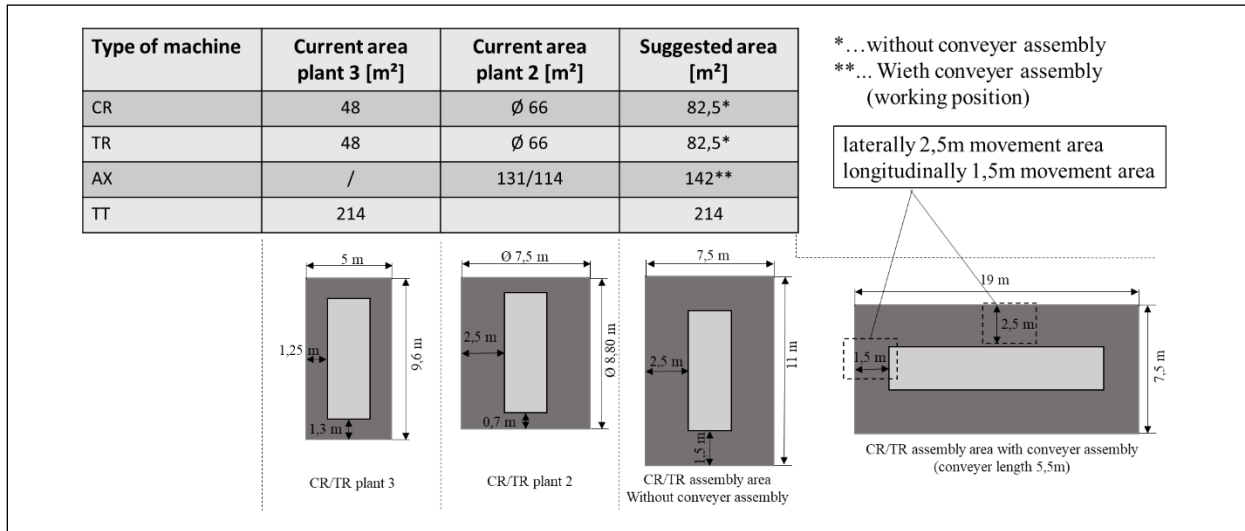 Type of machine
Current area plant 3 [m²]
Current area plant 2 [m²]
Suggested area [m²]
CR 48 Ø 66 82,5*
TR 48 Ø 66 82,5*
AX / 131/114 142**
TT 214 214
*…without conveyer assembly
**... Wieth conveyer assembly
(working position)
laterally 2,5m movement area
longitudinally 1,5m movement area
5 m
1,25 m
9,6 m
1,3 m
CR/TR plant 3
Ø 7,5 m
2,5 m
Ø 8,80 m
0,7 m
CR/TR plant 2
7,5 m
2,5 m
11 m
1,5 m
CR/TR assembly area
Without conveyer assembly
19 m
2,5 m
1,5 m
7,5 m
CR/TR assembly area with conveyer assembly
(conveyer length 5,5m)